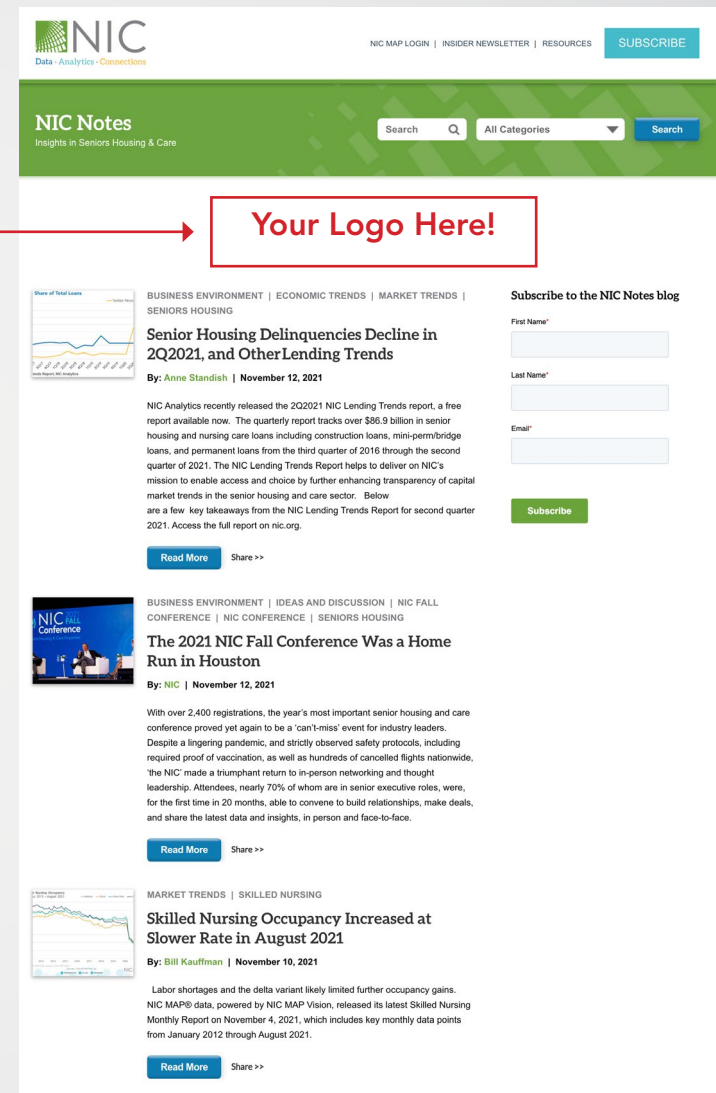 NIC
Data · Analytics · Connections
NIC MAP LOGIN | INSIDER NEWSLETTER | RESOURCES
SUBSCRIBE
NIC Notes
Insights in Seniors Housing & Care
Search
All Categories
Search
Your Logo Here!
Share of Total Loans
BUSINESS ENVIRONMENT | ECONOMIC TRENDS | MARKET TRENDS |
SENIORS HOUSING
Senior Housing Delinquencies Decline in
2Q2021, and OtherLending Trends
By: Anne Standish | November 12, 2021
NIC Analytics recently released the 2Q2021 NIC Lending Trends report, a free
report available now. The quarterly report tracks over $86.9 billion in senior
housing and nursing care loans including construction loans, mini-perm/bridge
loans, and permanent loans from the third quarter of 2016 through the second
quarter of 2021. The NIC Lending Trends Report helps to deliver on NIC's
mission to enable access and choice by further enhancing transparency of capital
market trends in the senior housing and care sector. Below
are a few key takeaways from the NIC Lending Trends Report for second quarter
2021. Access the full report on nic.org.
Read More
Share >>
Subscribe to the NIC Notes blog
First Name*
Last Name*
Email*
Subscribe
NIC FALL
Conference
BUSINESS ENVIRONMENT | IDEAS AND DISCUSSION | NIC FALL
CONFERENCE | NIC CONFERENCE | SENIORS HOUSING
The 2021 NIC Fall Conference Was a Home
Run in Houston
By: NIC | November 12, 2021
With over 2,400 registrations, the year's most important senior housing and care
conference proved yet again to be a 'can't-miss' event for industry leaders.
Despite a lingering pandemic, and strictly observed safety protocols, including
required proof of vaccination, as well as hundreds of cancelled flights nationwide,
'the NIC' made a triumphant return to in-person networking and thought
leadership. Attendees, nearly 70% of whom are in senior executive roles, were,
for the first time in 20 months, able to convene to build relationships, make deals,
and share the latest data and insights, in person and face-to-face.
Read More
Share >>
NIC
MARKET TRENDS | SKILLED NURSING
Skilled Nursing Occupancy Increased at
Slower Rate in August 2021
By: Bill Kauffman | November 10, 2021
Labor shortages and the delta variant likely limited further occupancy gains.
NIC MAP® data, powered by NIC MAP Vision, released its latest Skilled Nursing
Monthly Report on November 4, 2021, which includes key monthly data points
from January 2012 through August 2021.
Read More
Share >>